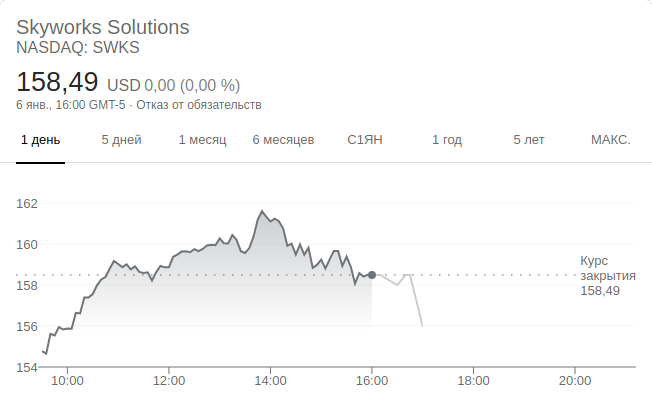 Skyworks Solutions
NASDAQ: SWKS
158,49 USD 0,00 (0,00 %)
6 янв., 16:00 GMT-5 · Отказ от обязательств
1 день 5 дней 1 месяц 6 месяцев С1ЯН 1 год 5 лет МАКС.
162
160
Курс
закрытия
158,49
158
156
154
10:00 12:00 14:00 16:00 18:00 20:00